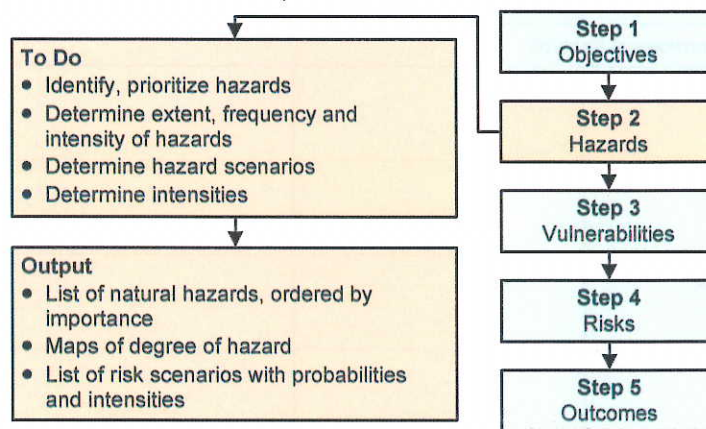 To Do
• Identify, prioritize hazards
• Determine extent, frequency and
intensity of hazards
• Determine hazard scenarios
• Determine intensities
Output
• List of natural hazards, ordered by
importance
• Maps of degree of hazard
• List of risk scenarios with probabilities
and intensities
Step 1
Objectives
Step 2
Hazards
Step 3
Vulnerabilities
Step 4
Risks
Step 5
Outcomes